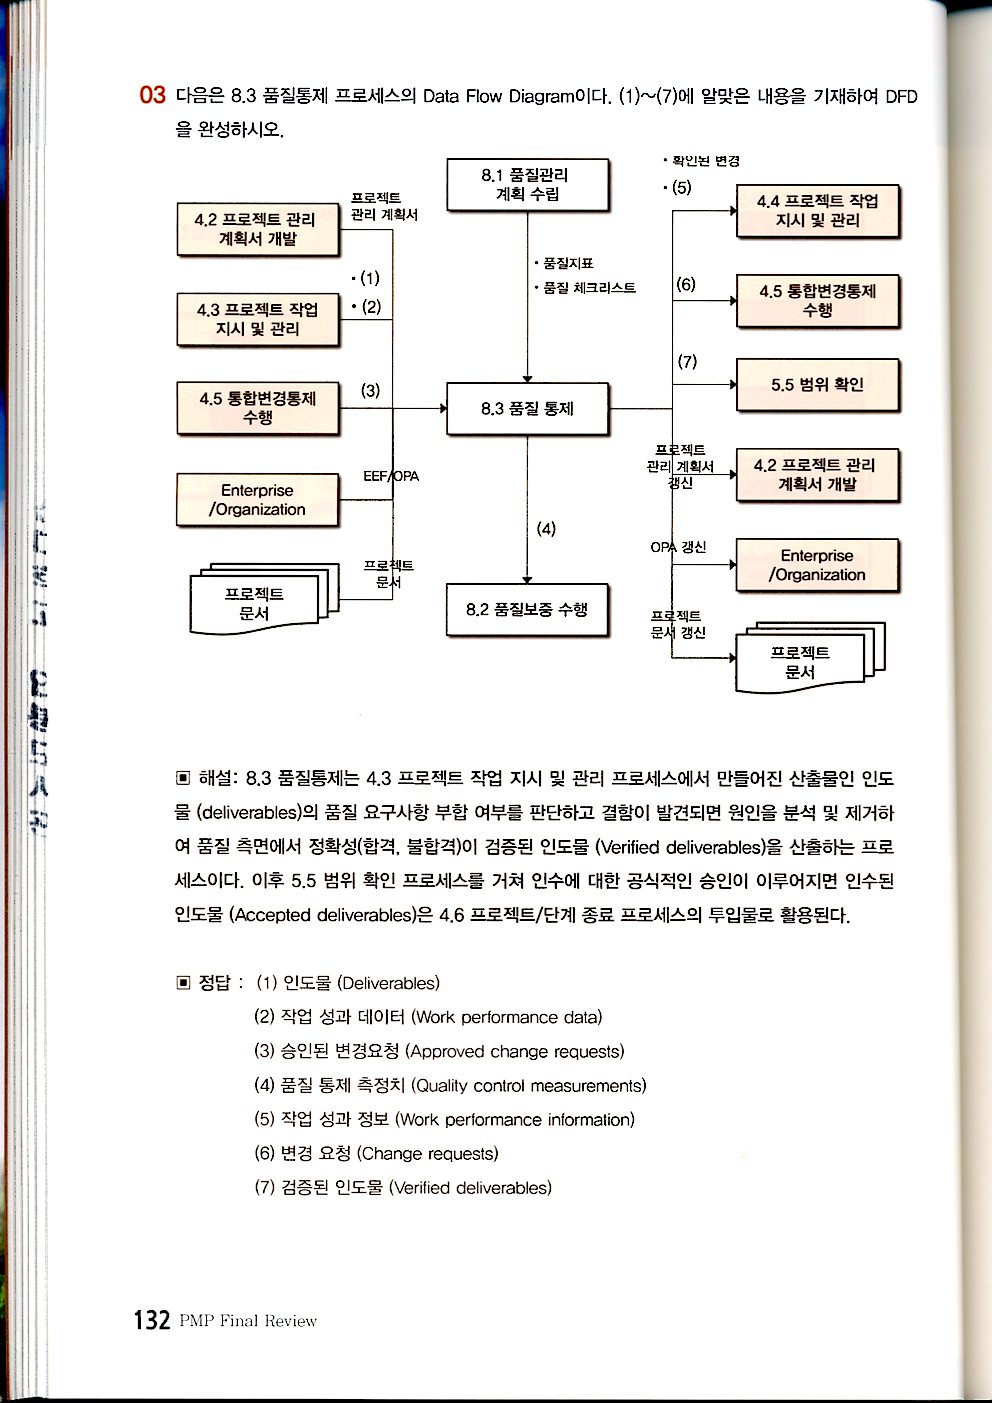 03 다음은 8.3 품질통제 프로세스의 Data Flow Diagram이다. (1)~(7)에 알맞은 내용을 기재하여 DFD
을 완성하시오.
8.1 품질관리
계획 수립
• 확인된 변경
• (5)
4.2 프로젝트 관리
계획서 개발
프로젝트
관리 계획서
4.4 프로젝트 작업
지시 및 관리
• 품질지표
• 품질 체크리스트
• (1)
• (2)
4.3 프로젝트 작업
지시 및 관리
(6)
4.5 통합변경통제
수행
(7)
5.5 범위 확인
4.5 통합변경통제
수행
(3)
8.3 품질 통제
프로젝트
관리 계획서
갱신
4.2 프로젝트 관리
계획서 개발
Enterprise
/Organization
EEF/OPA
(4)
OPA 갱신
Enterprise
/Organization
프로젝트
문서
프로젝트
문서
8.2 품질보증 수행
프로젝트
문서 갱신
프로젝트
문서
▣ 해설: 8.3 품질통제는 4.3 프로젝트 작업 지시 및 관리 프로세스에서 만들어진 산출물인 인도
물 (deliverables)의 품질 요구사항 부합 여부를 판단하고 결함이 발견되면 원인을 분석 및 제거하
여 품질 측면에서 정확성(합격, 불합격)이 검증된 인도물 (Verified deliverables)을 산출하는 프로
세스이다. 이후 5.5 범위 확인 프로세스를 거쳐 인수에 대한 공식적인 승인이 이루어지면 인수된
인도물 (Accepted deliverables)은 4.6 프로젝트/단계 종료 프로세스의 투입물로 활용된다.
▣ 정답 : (1) 인도물 (Deliverables)
(2) 작업 성과 데이터 (Work performance data)
(3) 승인된 변경요청 (Approved change requests)
(4) 품질 통제 측정치 (Quality control measurements)
(5) 작업 성과 정보 (Work performance information)
(6) 변경 요청 (Change requests)
(7) 검증된 인도물 (Verified deliverables)
132 PMP Final Review